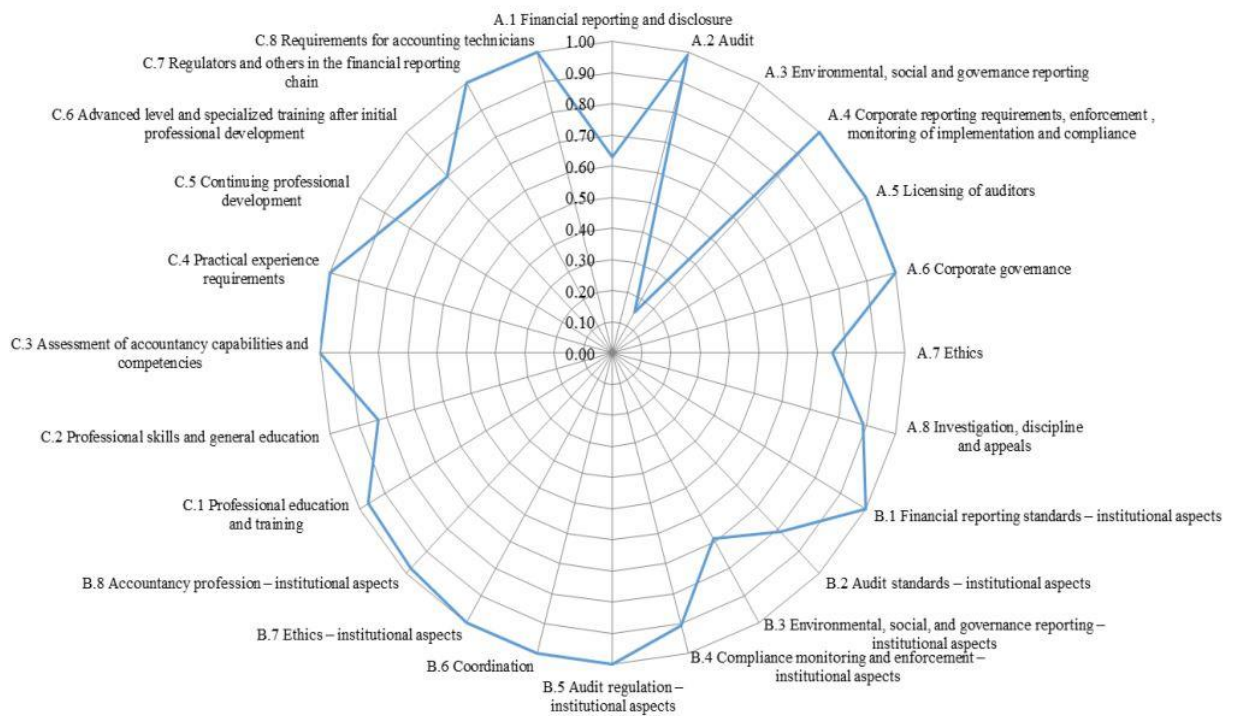 A.1 Financial reporting and disclosure
A.2 Audit
A.3 Environmental, social and governance reporting
A.4 Corporate reporting requirements, enforcement ,
monitoring of implementation and compliance
A.5 Licensing of auditors
A.6 Corporate governance
A.7 Ethics
A.8 Investigation, discipline
and appeals
B.1 Financial reporting standards – institutional aspects
B.2 Audit standards – institutional aspects
B.3 Environmental, social, and governance reporting –
institutional aspects
B.4 Compliance monitoring and enforcement –
institutional aspects
B.5 Audit regulation –
institutional aspects
B.6 Coordination
B.7 Ethics – institutional aspects
B.8 Accountancy profession – institutional aspects
C.1 Professional education
and training
C.2 Professional skills and general education
C.3 Assessment of accountancy capabilities and
competencies
C.4 Practical experience
requirements
C.5 Continuing professional
development
C.6 Advanced level and specialized training after initial
professional development
C.7 Regulators and others in the financial reporting
chain
C.8 Requirements for accounting technicians
1.00
0.90
0.80
0.70
0.60
0.50
0.40
0.30
0.20
0.10
0.00